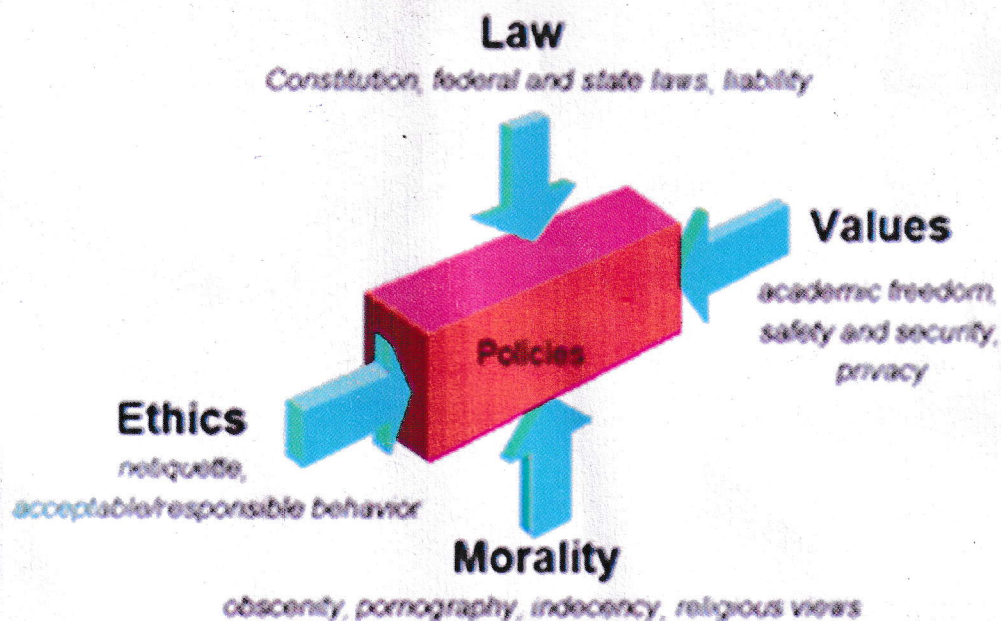 Law
Constitution, federal and state laws, liability
Values
academic freedom,
safety and security,
privacy
Policies
Ethics
netiquette,
acceptable/responsible behavior
Morality
obscenity, pornography, indecency, religious views